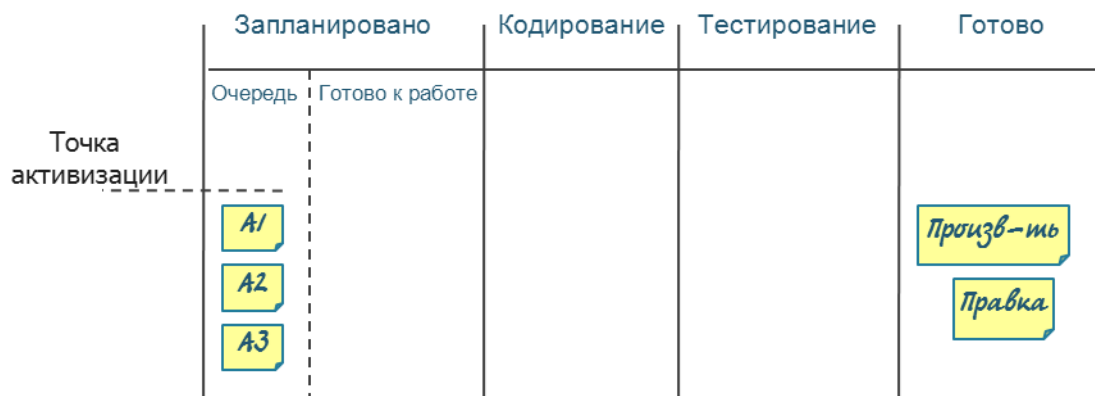 Запланировано
Кодирование
Тестирование
Готово
Очередь
Готово к работе
Точка
активизации
А1
А2
А3
Произв-ть
Правка